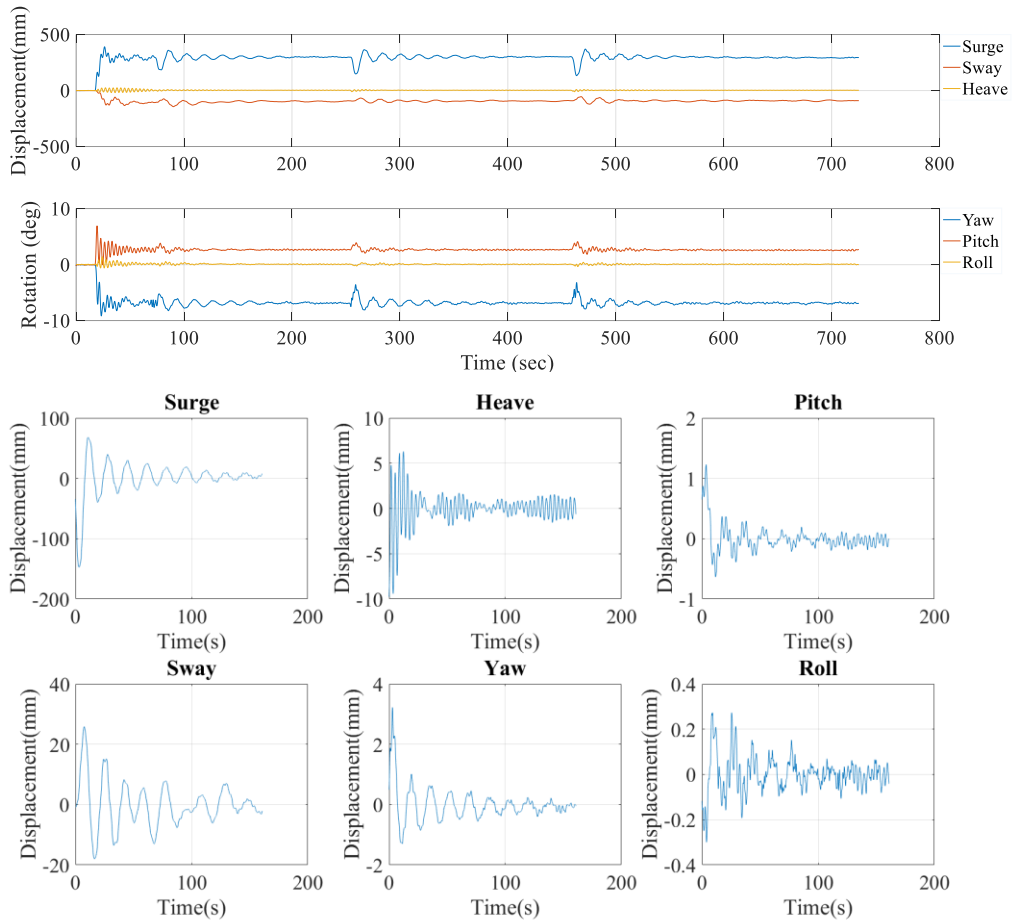 Displacement(mm)
500
0
-500
0 100 200 300 400 500 600 700 800
Surge
Sway
Heave
Rotation (deg)
10
0
-10
0 100 200 300 400 500 600 700 800
Time (sec)
Yaw
Pitch
Roll
Surge
Displacement(mm)
100
0
-100
-200
0 100 200
Time(s)
Heave
Displacement(mm)
10
5
0
-5
-10
0 100 200
Time(s)
Pitch
Displacement(mm)
2
1
0
-1
0 100 200
Time(s)
Sway
Displacement(mm)
40
20
0
-20
0 100 200
Time(s)
Yaw
Displacement(mm)
4
2
0
-2
0 100 200
Time(s)
Roll
Displacement(mm)
0.4
0.2
0
-0.2
-0.4
0 100 200
Time(s)